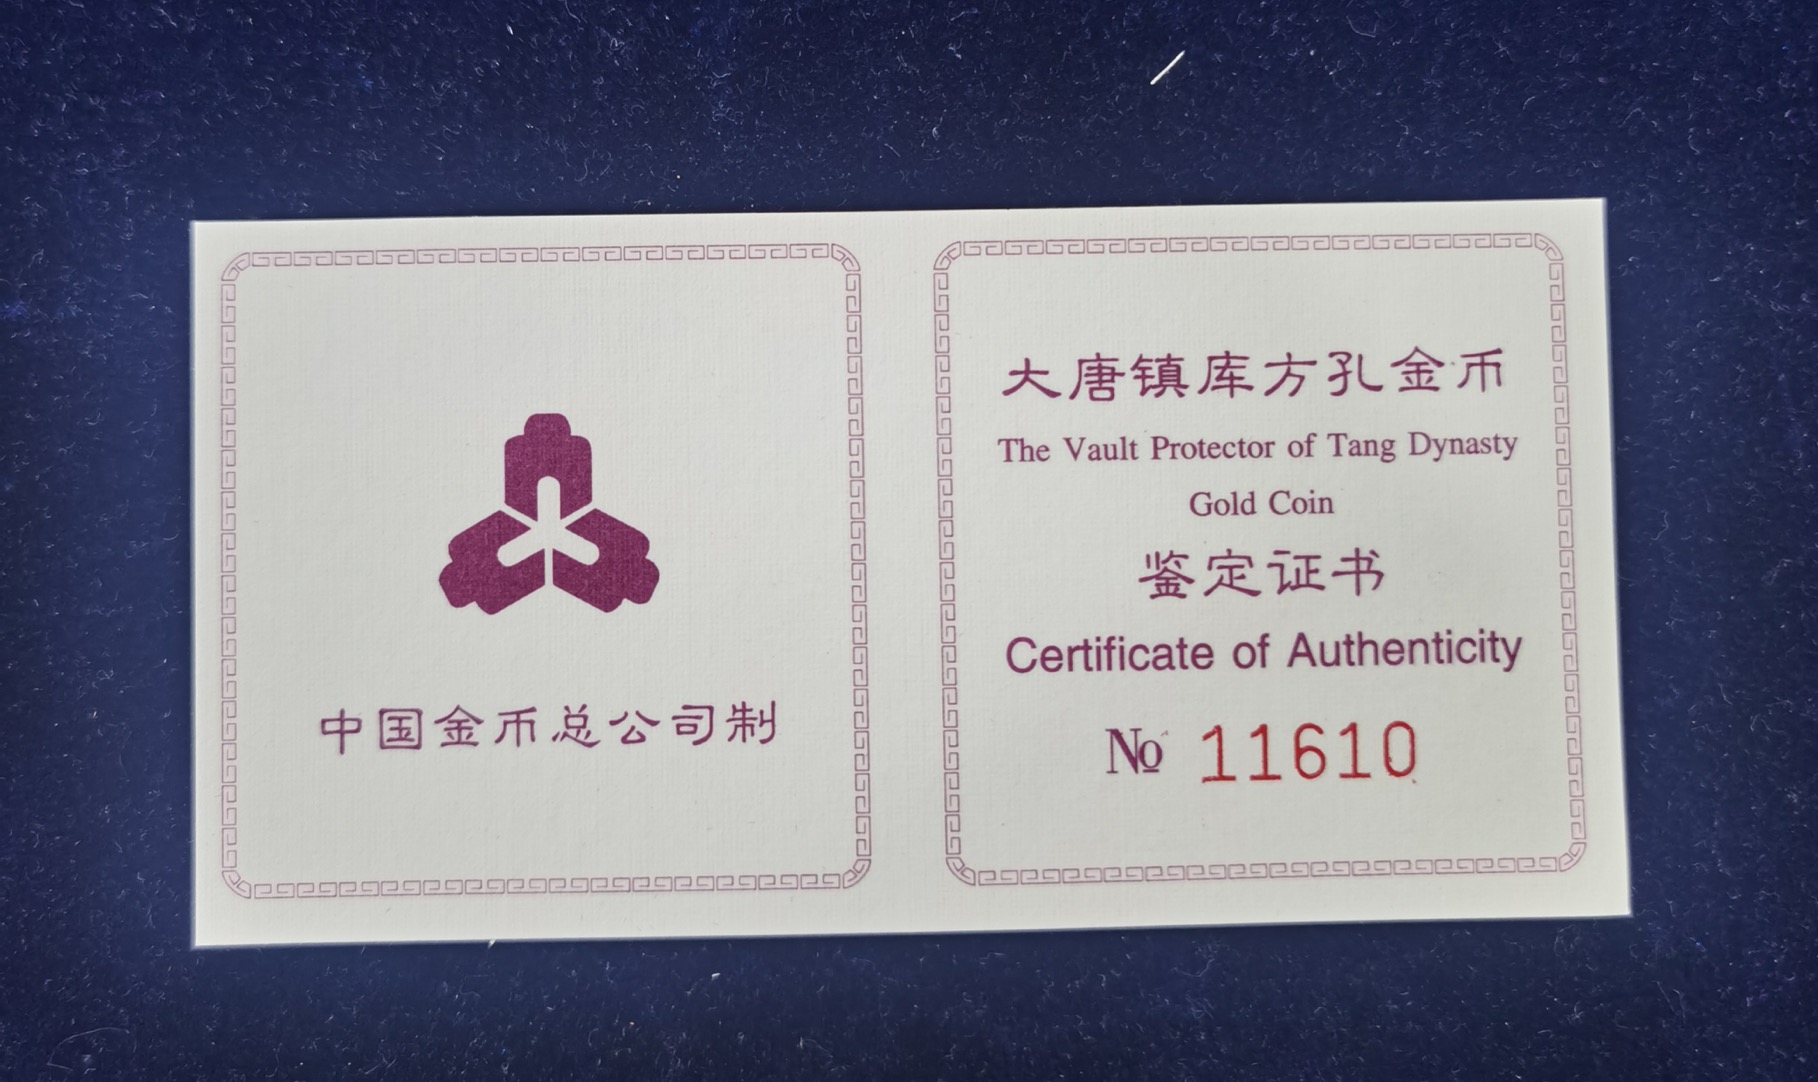 中国金币总公司制
大唐镇库方孔金币
The Vault Protector of Tang Dynasty
Gold Coin
鉴定证书
Certificate of Authenticity
№ 11610